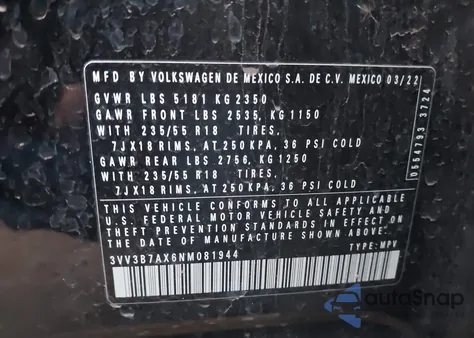 MFD BY VOLKSWAGEN DE MEXICO S.A. DE C.V. MEXICO 03/22
GVWR LBS 5181 KG 2350
GAWR FRONT LBS 2535, KG 1150
WITH 235/55 R18 TIRES,
7JX18 RIMS, AT 250 KPA, 36 PSI COLD
GAWR REAR LBS 2756, KG 1250
WITH 235/55 R18 TIRES,
7JX18 RIMS, AT 250 KPA, 36 PSI COLD
THIS VEHICLE CONFORMS TO ALL APPLICABLE
U.S. FEDERAL MOTOR VEHICLE SAFETY AND
THEFT PREVENTION STANDARDS IN EFFECT ON
THE DATE OF MANUFACTURE SHOWN ABOVE.
3VV3B7AX6NM081944 TYPE: MPV
0554793 3724
autoSnap